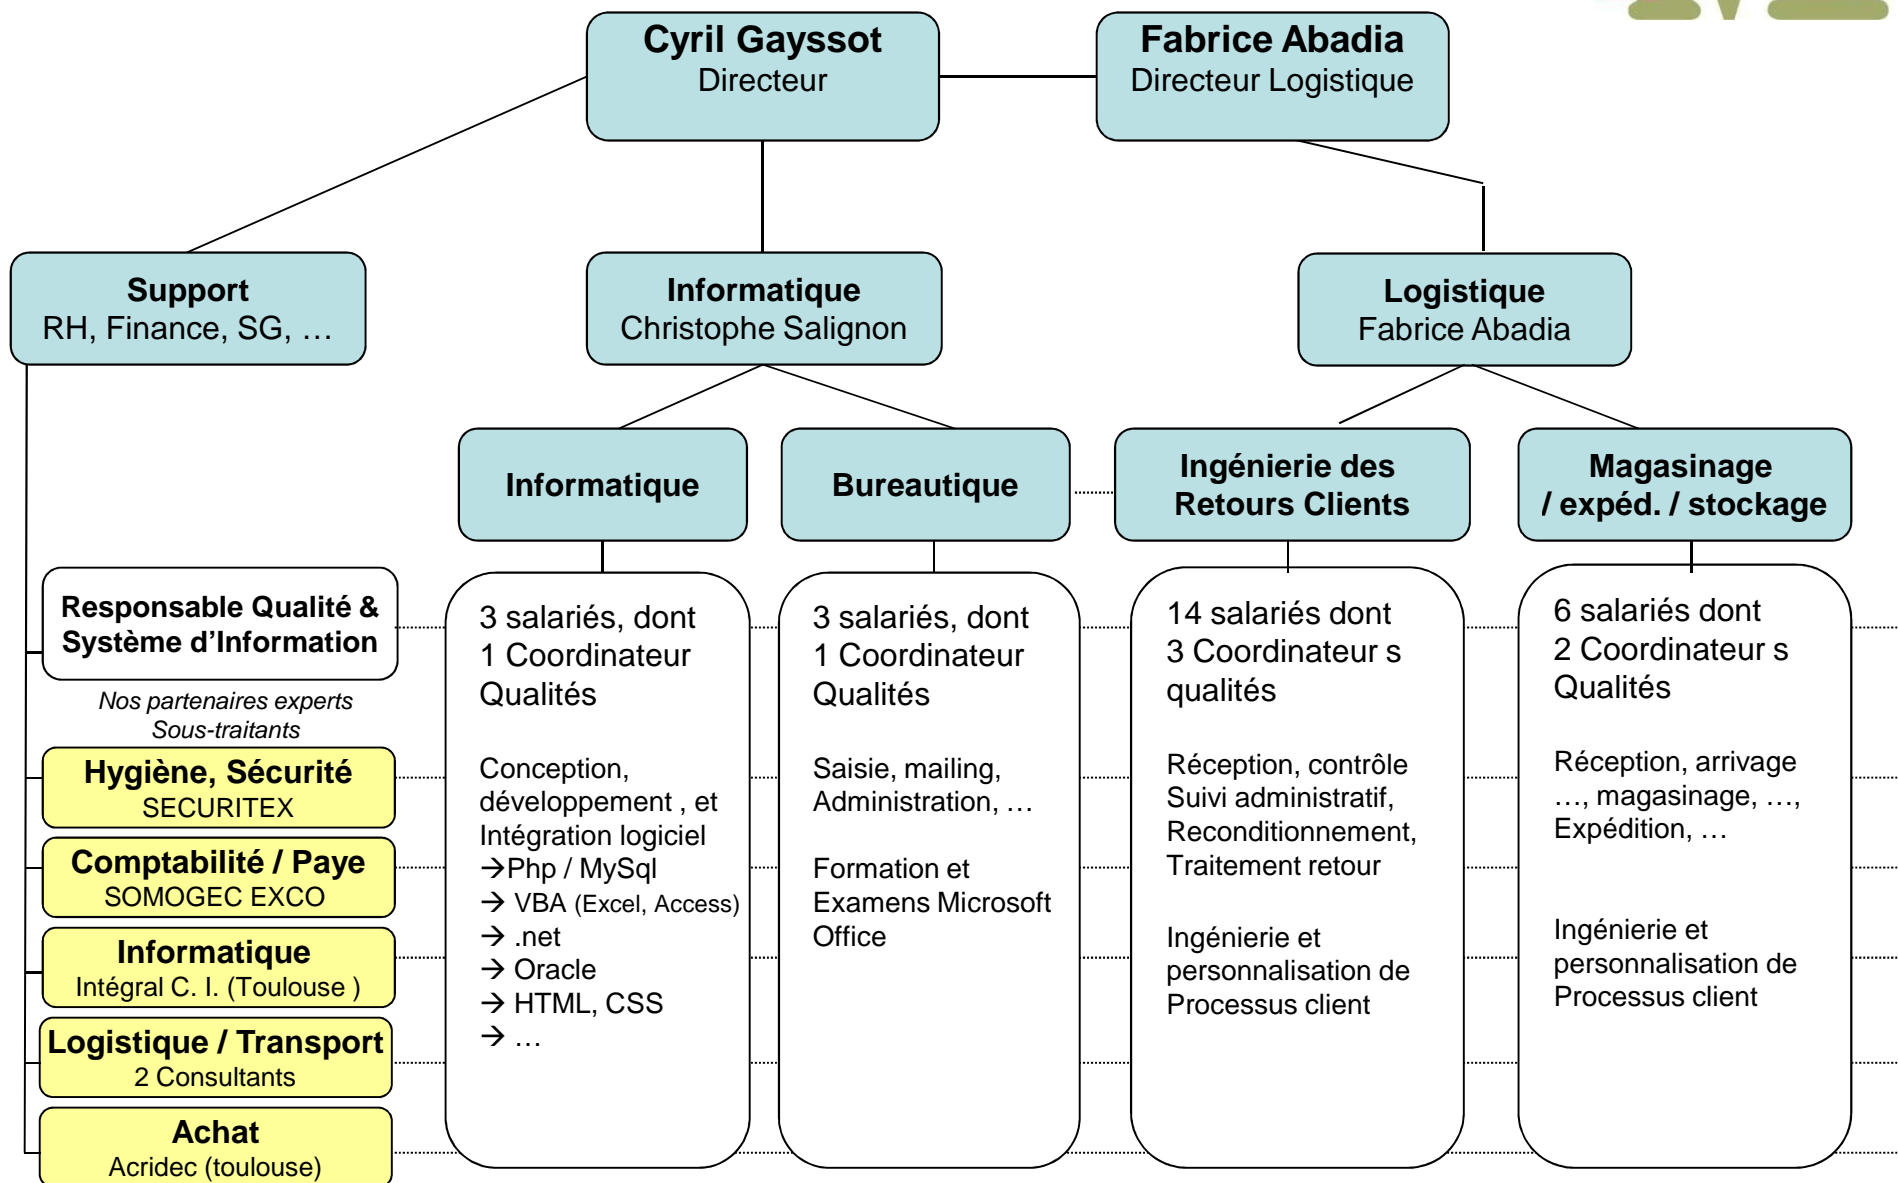 Cyril Gayssot
Directeur
Fabrice Abadia
Directeur Logistique
Support
RH, Finance, SG, …
Informatique
Christophe Salignon
Logistique
Fabrice Abadia
Informatique
Bureautique
Ingénierie des
Retours Clients
Magasinage
/ expéd. / stockage
Responsable Qualité &
Système d’Information
Nos partenaires experts
Sous-traitants
Hygiène, Sécurité
SECURITEX
Comptabilité / Paye
SOMOGEC EXCO
Informatique
Intégral C. I. (Toulouse )
Logistique / Transport
2 Consultants
Achat
Acridec (toulouse)
3 salariés, dont
1 Coordinateur
Qualités
Conception,
développement , et
Intégration logiciel
→Php / MySql
→ VBA (Excel, Access)
→ .net
→ Oracle
→ HTML, CSS
→ …
3 salariés, dont
1 Coordinateur
Qualités
Saisie, mailing,
Administration, …
Formation et
Examens Microsoft
Office
14 salariés dont
3 Coordinateur s
qualités
Réception, contrôle
Suivi administratif,
Reconditionnement,
Traitement retour
Ingénierie et
personnalisation de
Processus client
6 salariés dont
2 Coordinateur s
Qualités
Réception, arrivage
…, magasinage, …,
Expédition, …
Ingénierie et
personnalisation de
Processus client